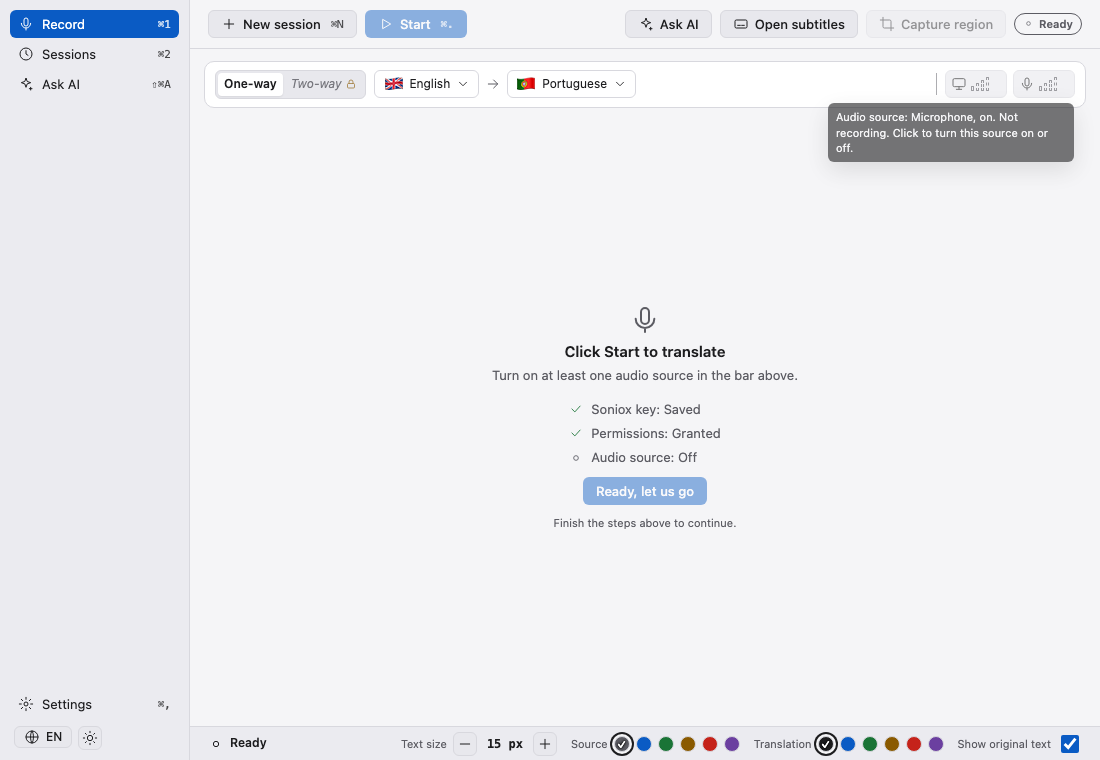 Record ⌘1
Sessions ⌘2
Ask AI ⇧⌘A
New session ⌘N
Start ⌘.
Ask AI
Open subtitles
Capture region
Ready
One-way
Two-way
English
Portuguese
Audio source: Microphone, on. Not
recording. Click to turn this source on or
off.
Click Start to translate
Turn on at least one audio source in the bar above.
Soniox key: Saved
Permissions: Granted
Audio source: Off
Ready, let us go
Finish the steps above to continue.
Settings ⌘,
EN
Ready
Text size
15 px
Source
Translation
Show original text